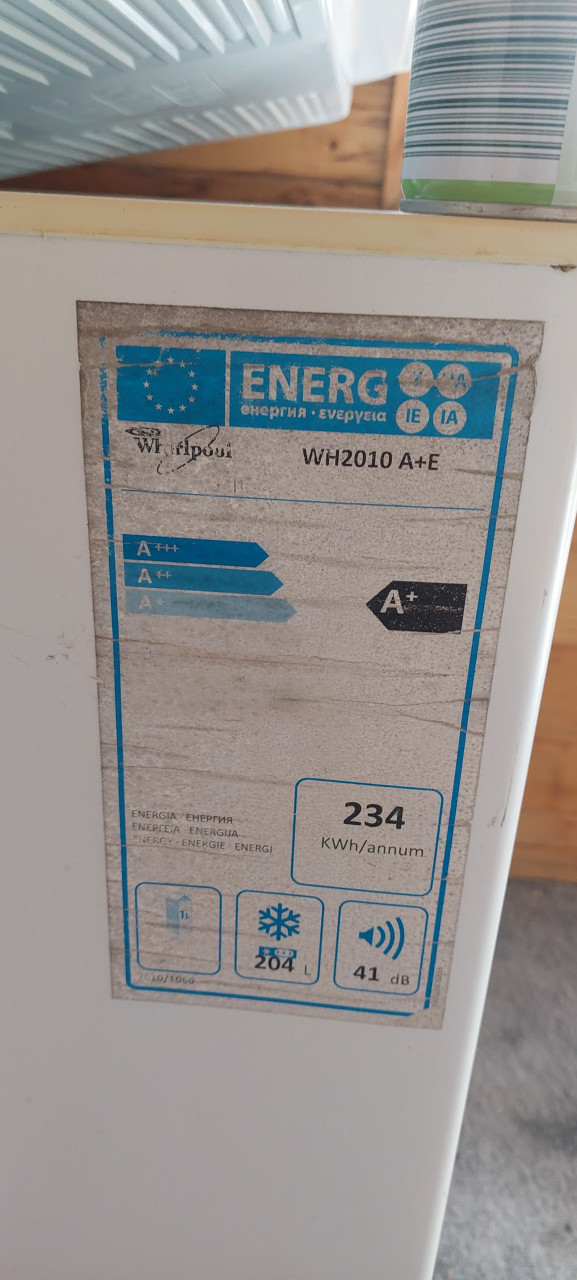 ENERG
енергия · ενεργεια
IE IA
Whirlpool
WH2010 A+E
A+++
A++
A+
A+
ENERGIA · ЕНЕРГИЯ
ΕΝΕΡΓΕΙΑ · ENERGIJA
ENERGY · ENERGIE · ENERGI
234
KWh/annum
204 L
41 dB